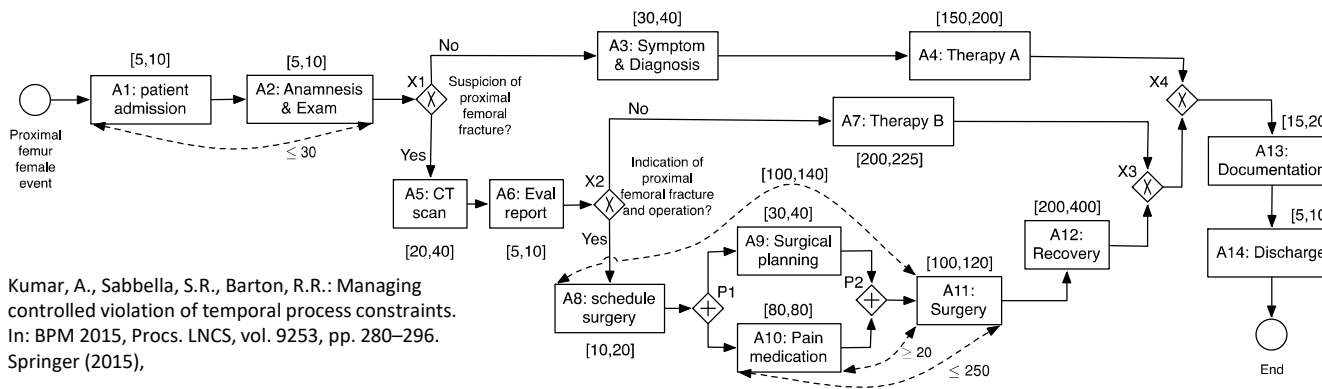 [30,40]
[150,200]
[5,10]
[5,10]
No
A3: Symptom
& Diagnosis
A4: Therapy A
A1: patient
admission
A2: Anamnesis
& Exam
X1
X
Suspicion of
proximal
femoral
fracture?
X4
X
No
A7: Therapy B
[15,20
Proximal
femur
female
event
≤ 30
Yes
[200,225]
A13:
Documentation
Indication of
proximal
femoral fracture
and operation?
X2
X
X3
X
A5: CT
scan
A6: Eval
report
[100,140]
[30,40]
[200,400]
[5,10
[20,40]
[5,10]
Yes
A9: Surgical
planning
A12:
Recovery
A14: Discharge
[100,120]
Kumar, A., Sabbella, S.R., Barton, R.R.: Managing
controlled violation of temporal process constraints.
In: BPM 2015, Procs. LNCS, vol. 9253, pp. 280–296.
Springer (2015),
A8: schedule
surgery
P1
P2
A11:
Surgery
[80,80]
[10,20]
A10: Pain
medication
≥ 20
≤ 250
End